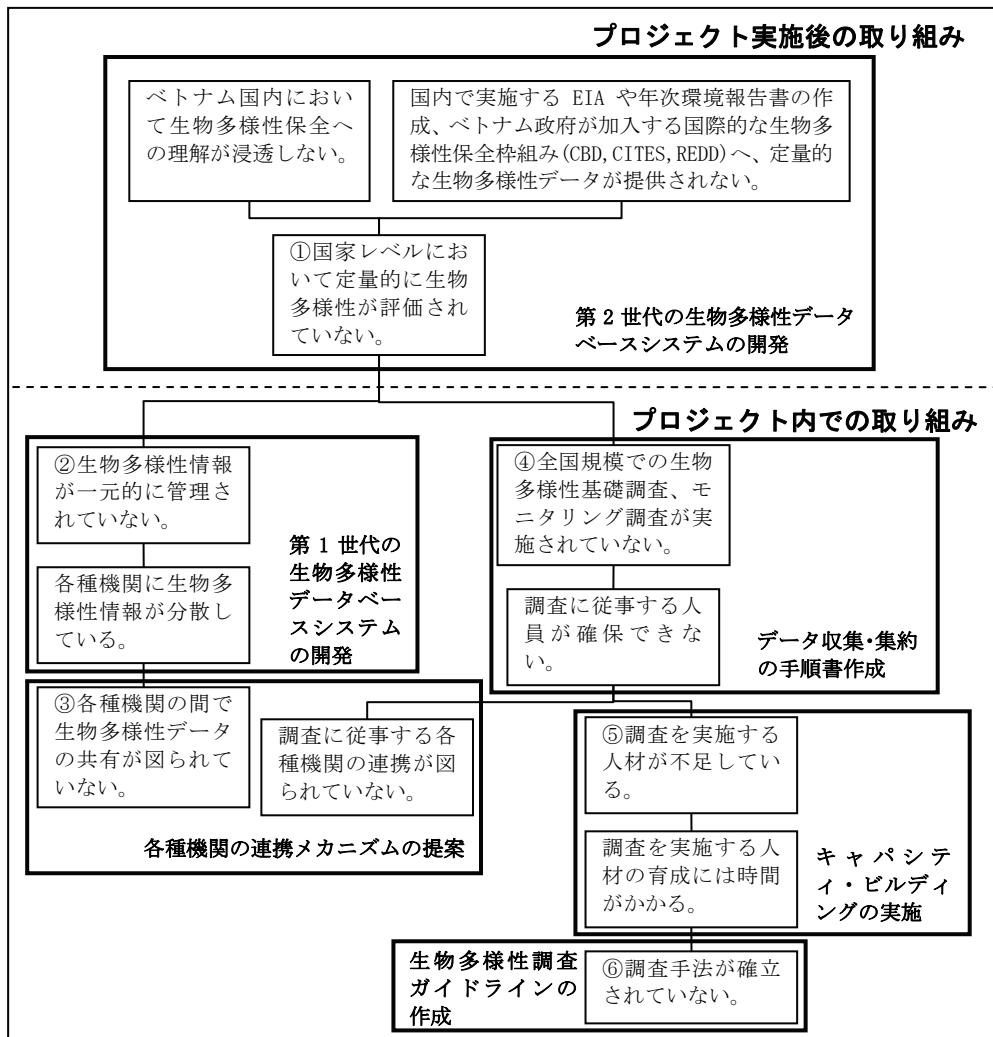 プロジェクト実施後の取り組み
ベトナム国内におい
て生物多様性保全へ
の理解が浸透しない。
国内で実施する EIA や年次環境報告書の作
成、ベトナム政府が加入する国際的な生物多
様性保全枠組み(CBD,CITES,REDD)へ、定量的
な生物多様性データが提供されない。
①国家レベルにお
いて定量的に生物
多様性が評価され
ていない。
第 2 世代の生物多様性データ
ベースシステムの開発
プロジェクト内での取り組み
②生物多様性情報
が一元的に管理さ
れていない。
各種機関に生物多
様性情報が分散し
ている。
第 1 世代の
生物多様性
データベー
スシステム
の開発
④全国規模での生物
多様性基礎調査、モ
ニタリング調査が実
施されていない。
調査に従事する人
員が確保できな
い。
データ収集・集約
の手順書作成
③各種機関の間で
生物多様性データ
の共有が図られて
いない。
調査に従事する各
種機関の連携が図
られていない。
各種機関の連携メカニズムの提案
⑤調査を実施する
人材が不足してい
る。
調査を実施する人
材の育成には時間
がかかる。
キャパシテ
ィ・ビルディ
ングの実施
生物多様性調査
ガイドラインの
作成
⑥調査手法が確立
されていない。